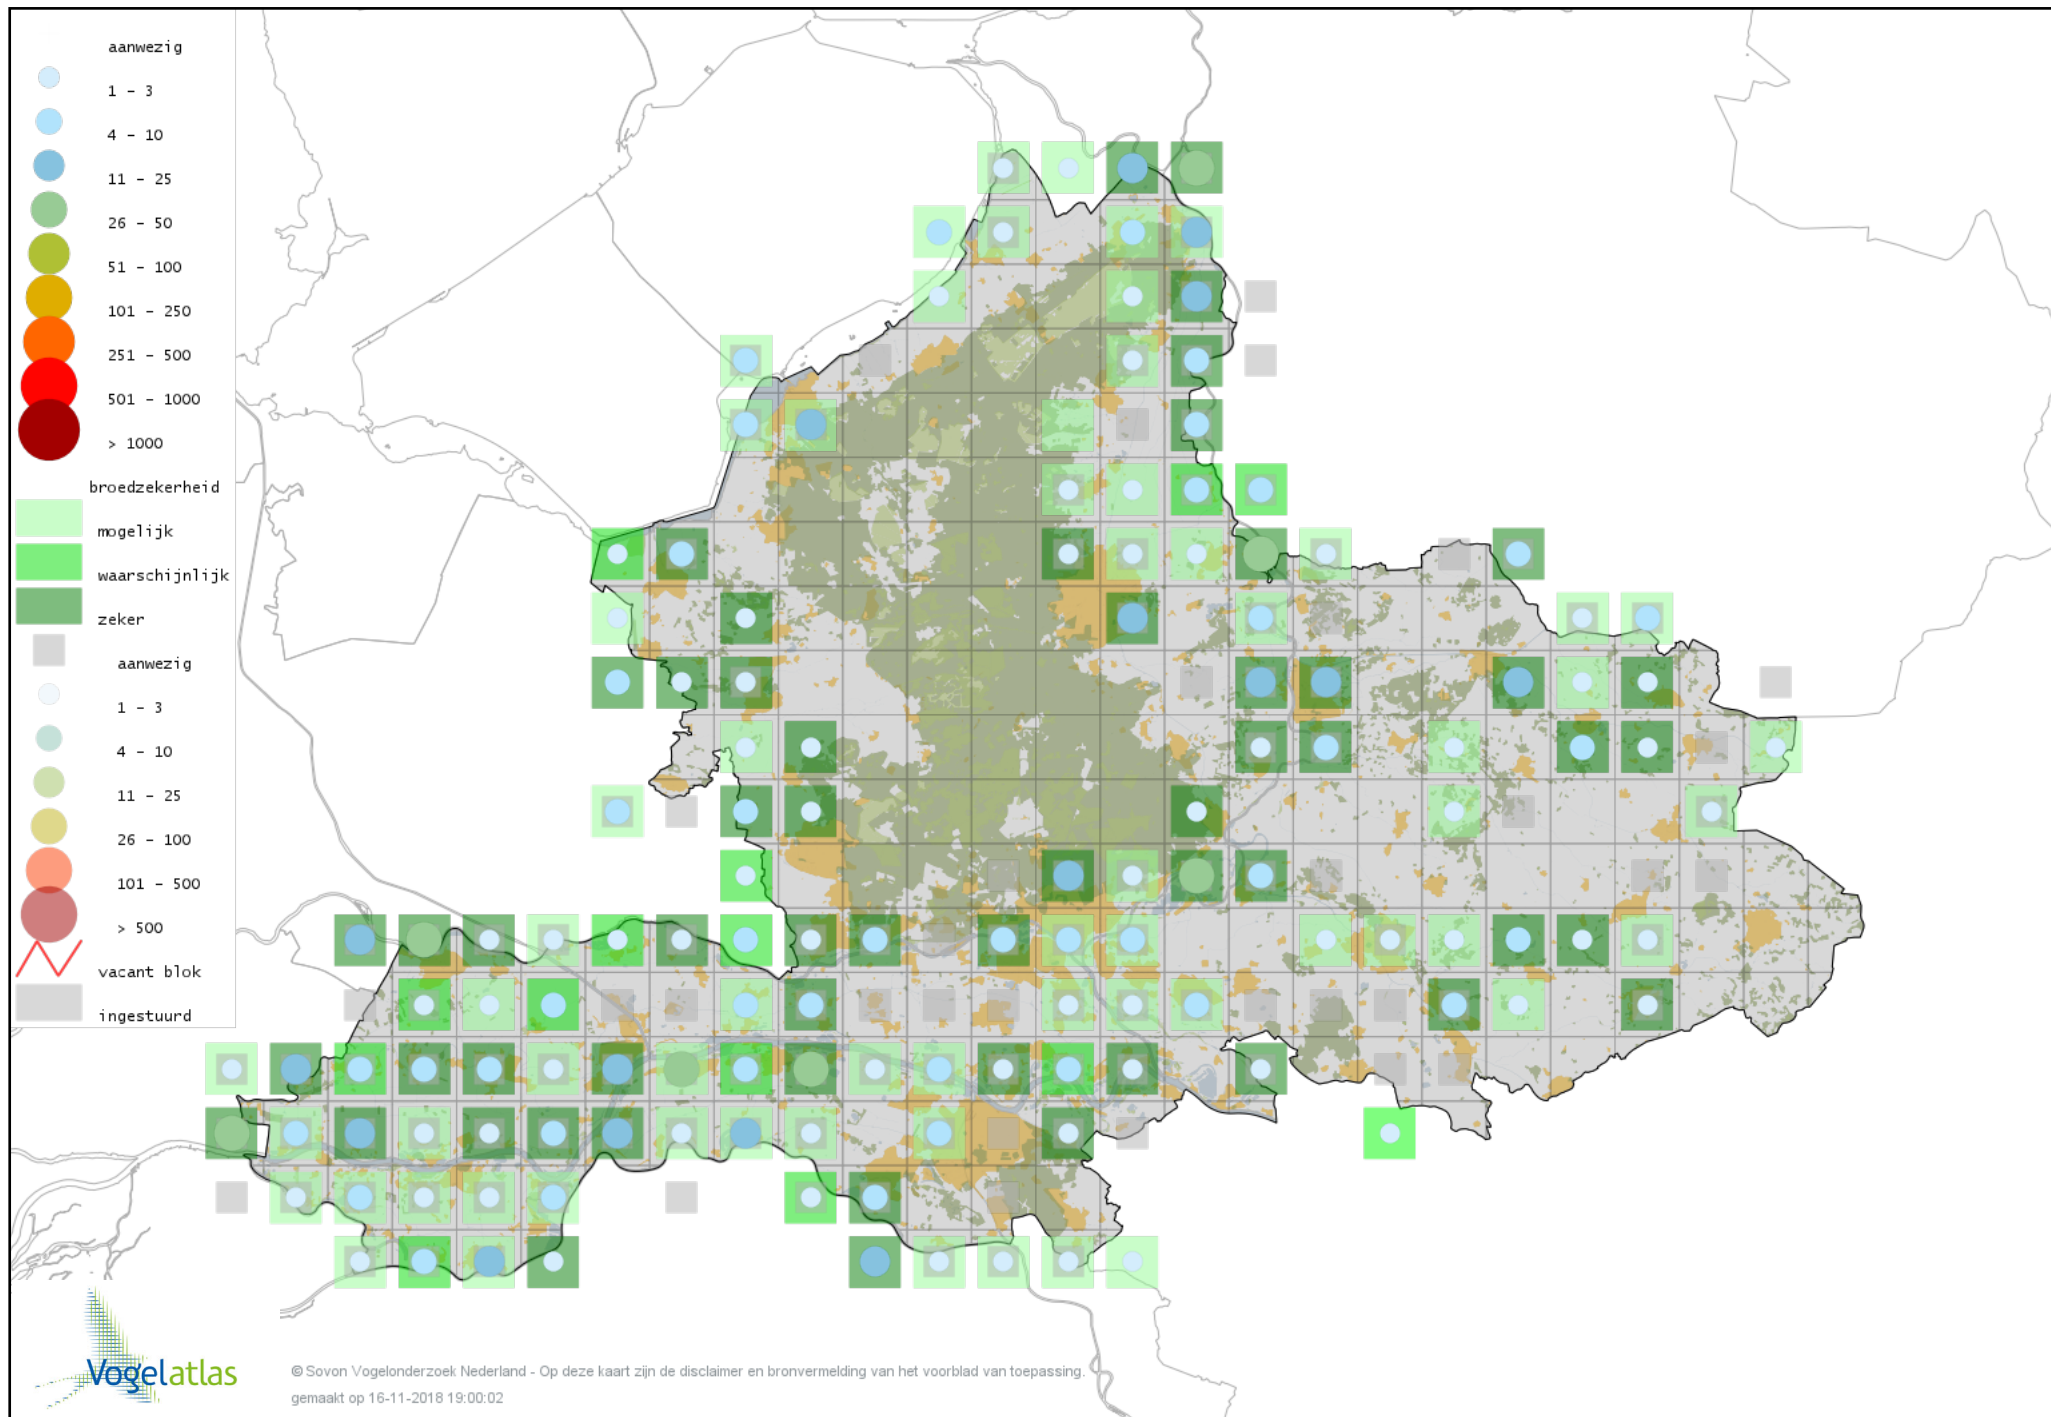 aanwezig
1 - 3
4 - 10
11 - 25
26 - 50
51 - 100
101 - 250
251 - 500
501 - 1000
> 1000
broedzekerheid
mogelijk
waarschijnlijk
zeker
aanwezig
1 - 3
4 - 10
11 - 25
26 - 100
101 - 500
> 500
vacant blok
ingestuurd
Vogelatlas
© Sovon Vogelonderzoek Nederland - Op deze kaart zijn de disclaimer en bronvermelding van het voorblad van toepassing.
gemaakt op 16-11-2018 19:00:02